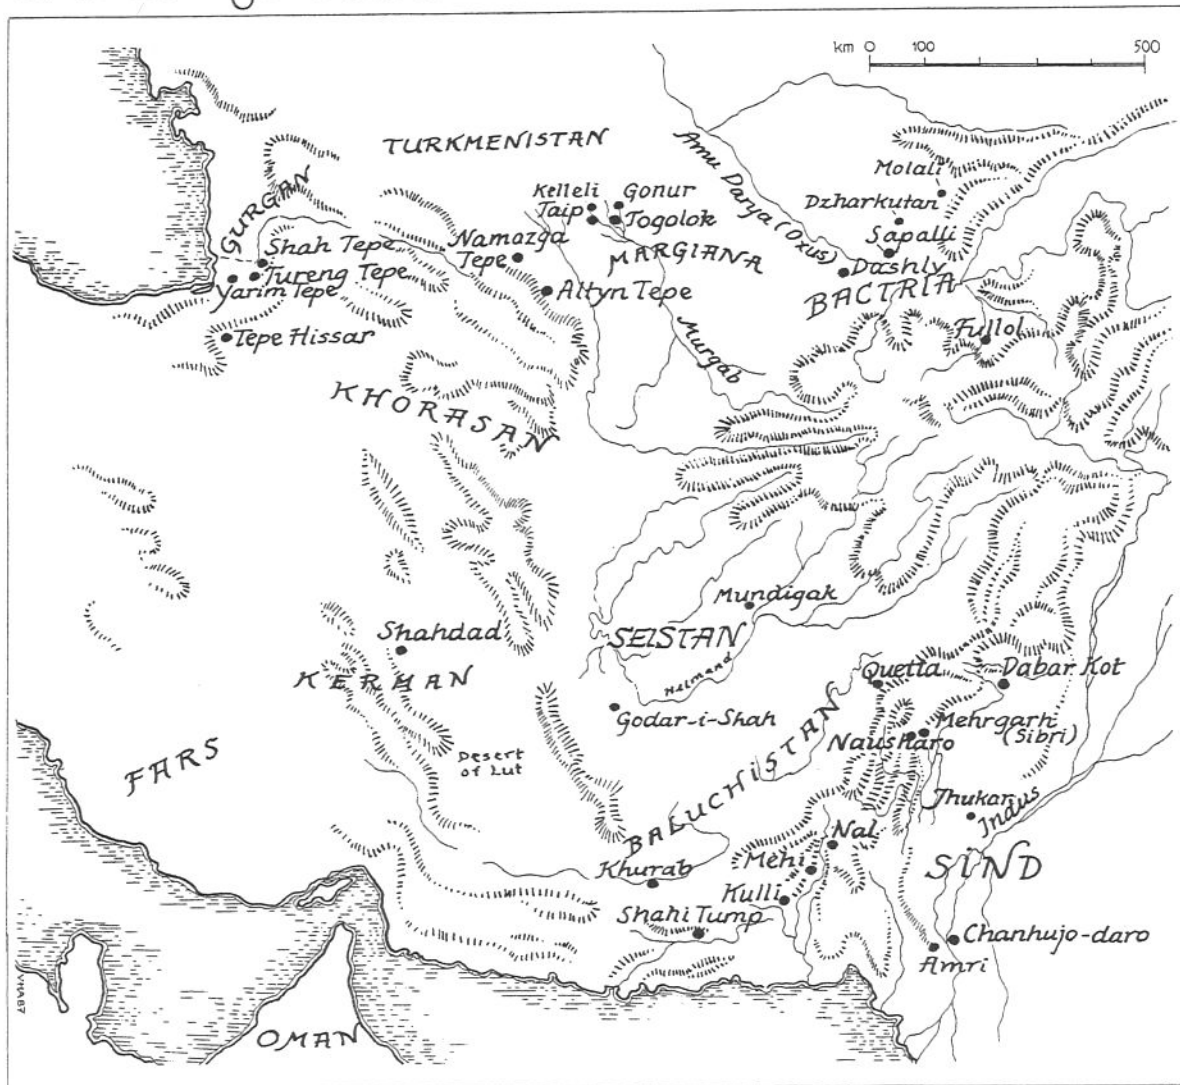 km 0 100 500
TURKMENISTAN
Amu Darya (Oxus)
Molali
Dzharkutan
Sapalli
Dashly
BACTRIA
Fullol
Kelleli
Taip
Gonur
Togolok
MARGIANA
Murgab
GURGAN
Shah Tepe
Tureng Tepe
Yarim Tepe
Tepe Hissar
Namazga
Tepe
Altyn Tepe
KHORASAN
Mundigak
SEISTAN
Helmand
Godar-i-Shah
Shahdad
KERMAN
Desert
of Lut
FARS
Quetta
Dabar Kot
Mehrgarh
(Sibri)
Nausharo
BALUCHISTAN
Jhukar
Indus
SIND
Nal
Mehi
Kulli
Khurab
Shahi Tump
Chanhujo-daro
Amri
OMAN